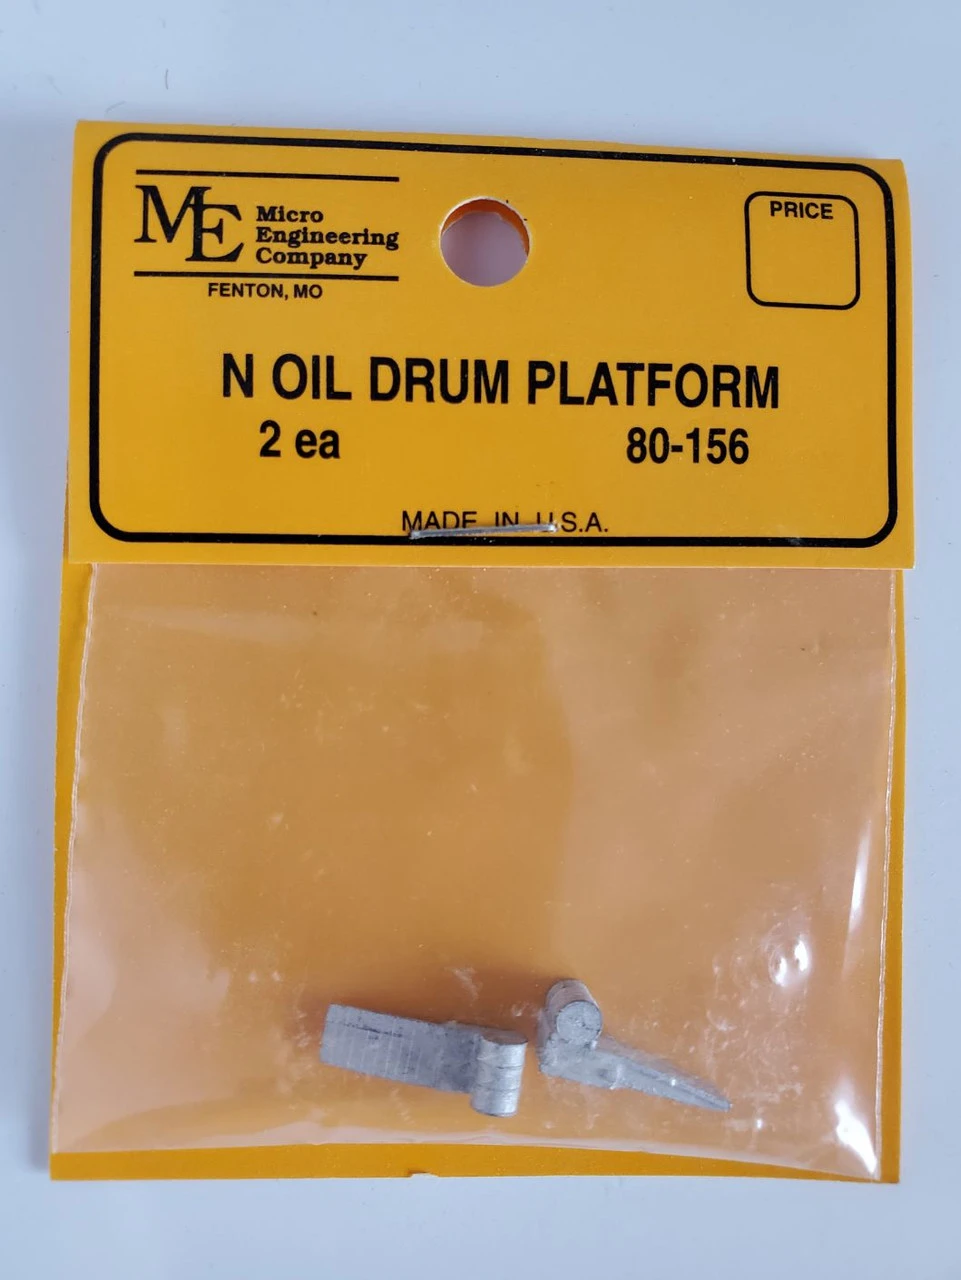 ME Micro
Engineering
Company
FENTON, MO
PRICE
N OIL DRUM PLATFORM
2 ea 80-156
MADE IN U.S.A.